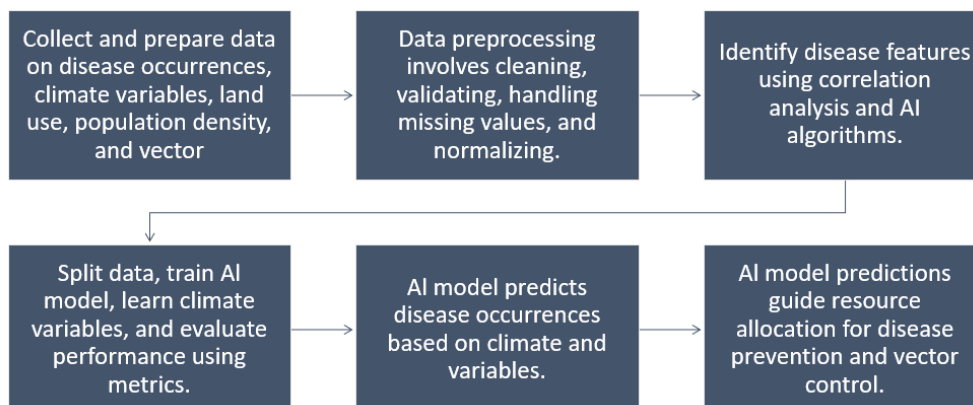 Collect and prepare data
on disease occurrences,
climate variables, land
use, population density,
and vector
Data preprocessing
involves cleaning,
validating, handling
missing values, and
normalizing.
Identify disease features
using correlation
analysis and AI
algorithms.
Split data, train Al
model, learn climate
variables, and evaluate
performance using
metrics.
Al model predicts
disease occurrences
based on climate and
variables.
Al model predictions
guide resource
allocation for disease
prevention and vector
control.